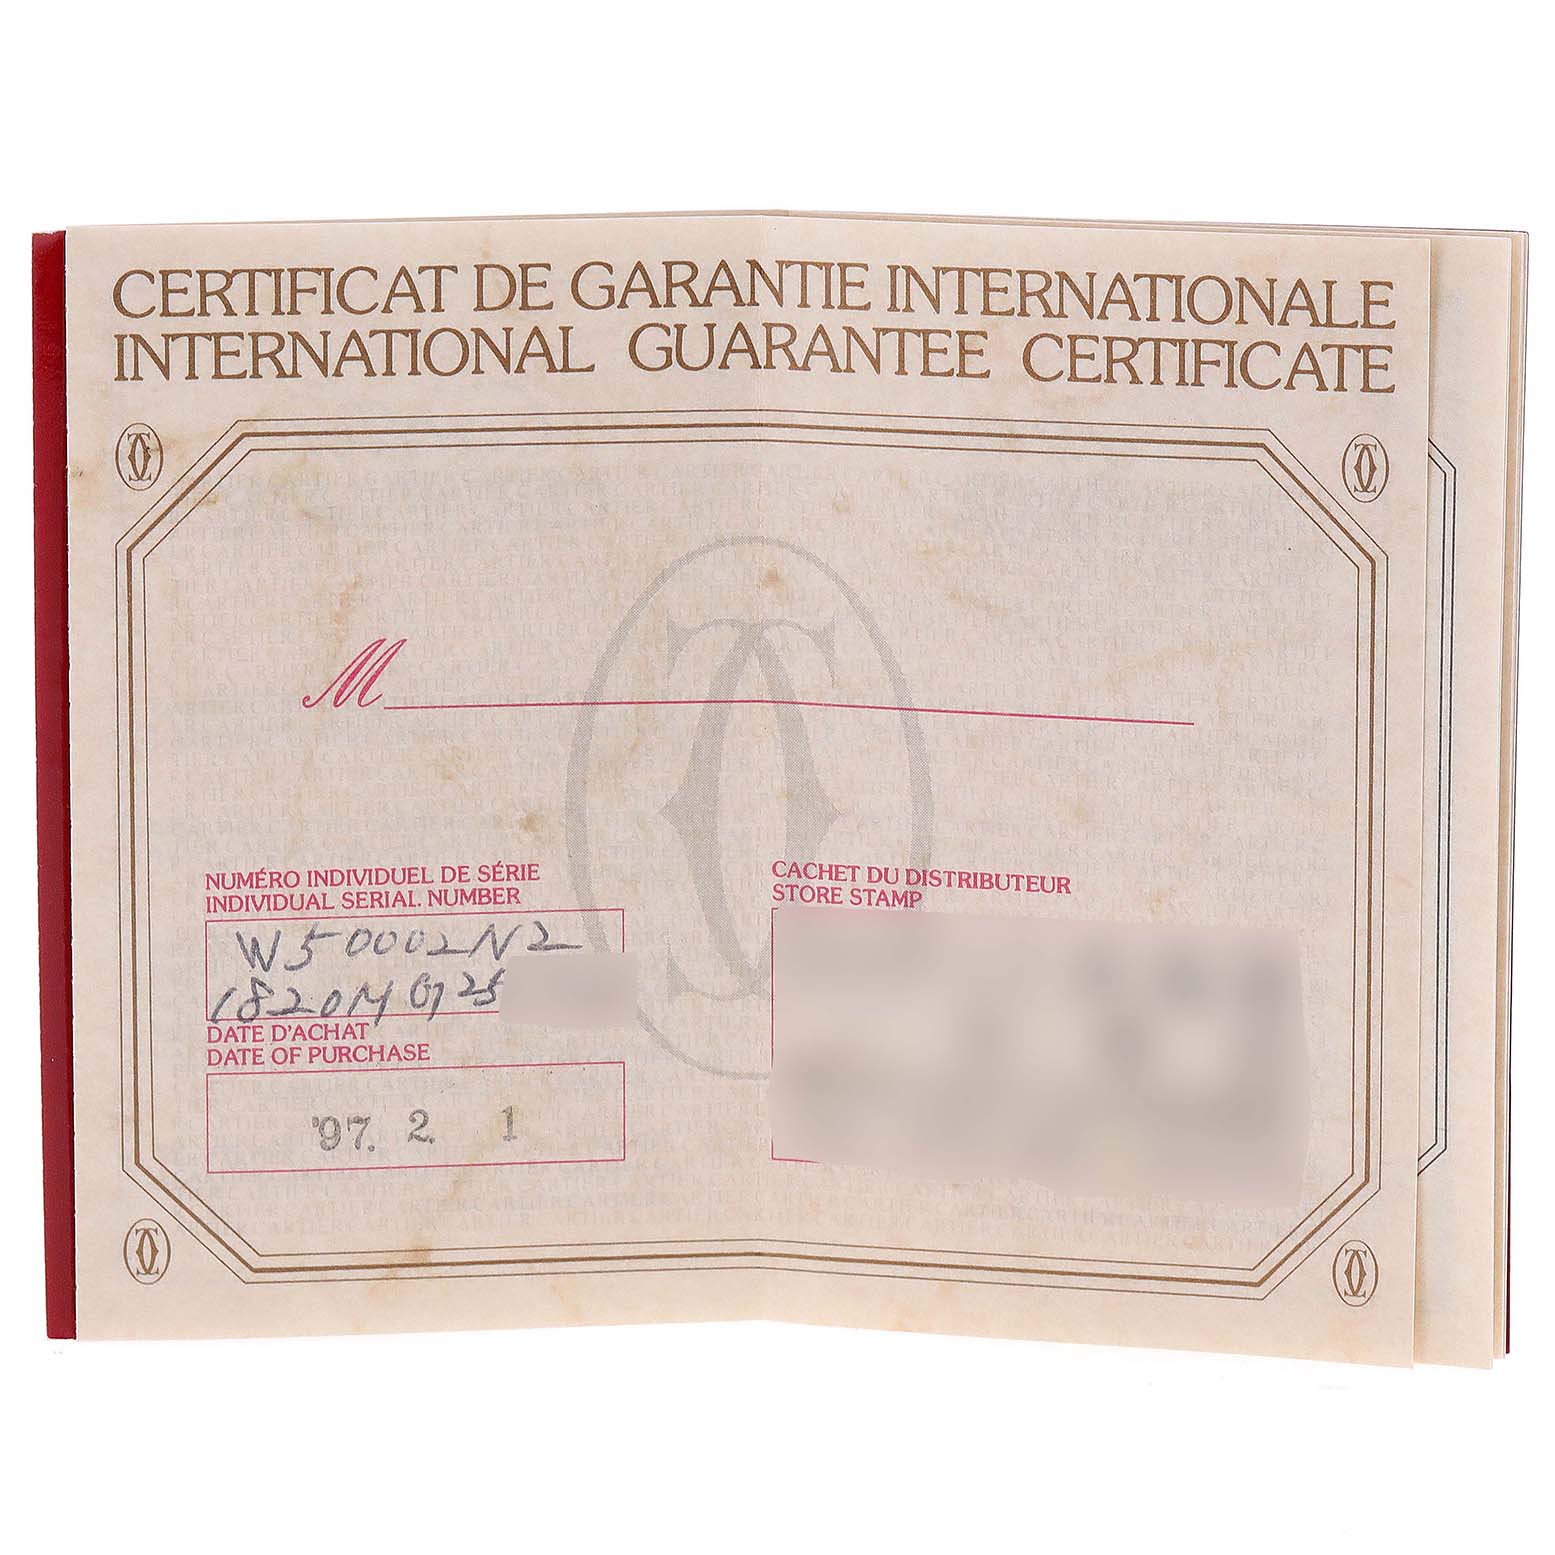 CERTIFICAT DE GARANTIE INTERNATIONALE
INTERNATIONAL GUARANTEE CERTIFICATE
M
NUMÉRO INDIVIDUEL DE SÉRIE
INDIVIDUAL SERIAL NUMBER
W50002N2
1820M G125
DATE D'ACHAT
DATE OF PURCHASE
'97. 2. 1
CACHET DU DISTRIBUTEUR
STORE STAMP